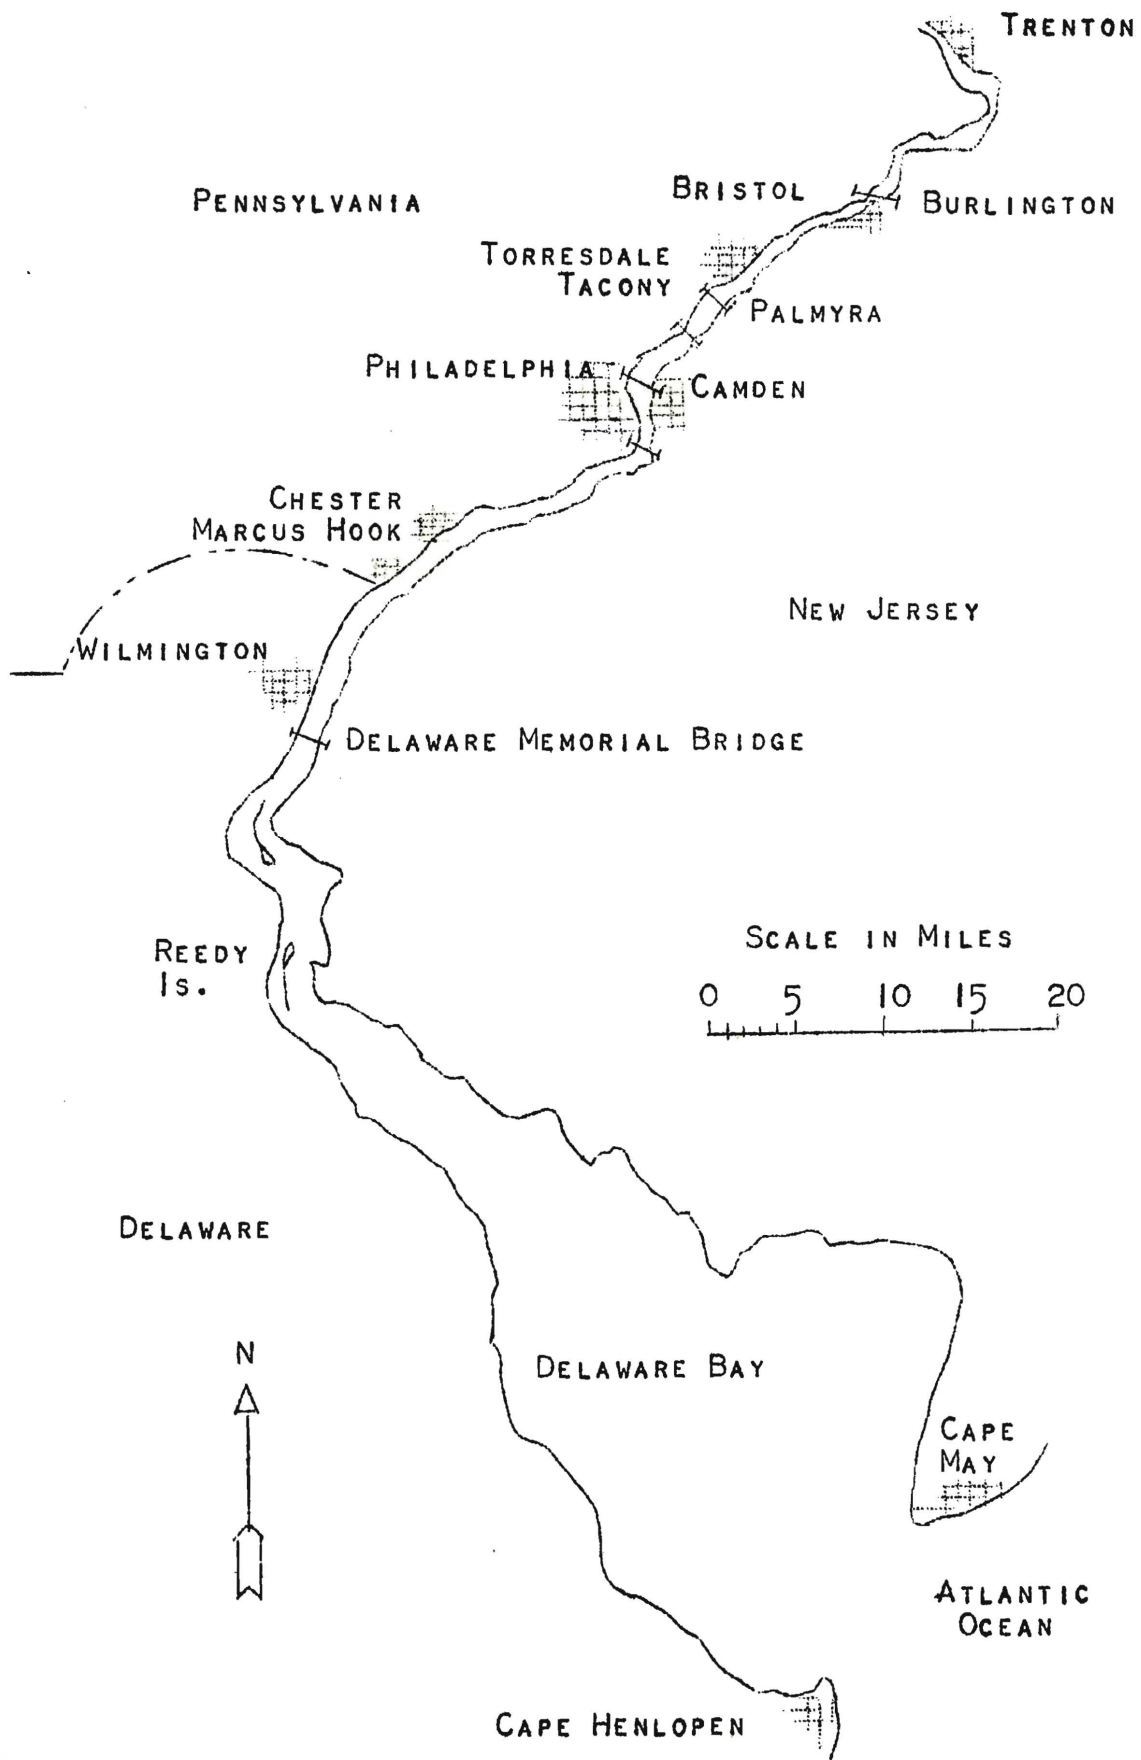 TRENTON
BRISTOL
PENNSYLVANIA
BURLINGTON
TORRESDALE
TACONY
PALMYRA
PHILADELPHIA
CAMDEN
CHESTER
MARCUS HOOK
NEW JERSEY
WILMINGTON
DELAWARE MEMORIAL BRIDGE
REEDY
IS.
SCALE IN MILES
0 5 10 15 20
DELAWARE
N
DELAWARE BAY
CAPE
MAY
ATLANTIC
OCEAN
CAPE HENLOPEN